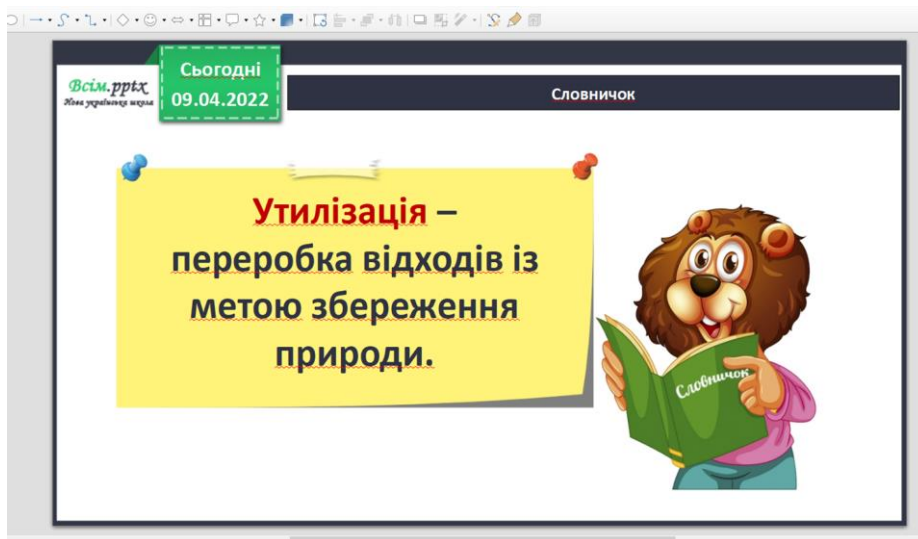 Всім.pptx
Нова українська школа
Сьогодні
09.04.2022
Словничок
Утилізація –
переробка відходів із
метою збереження
природи.
Словничок